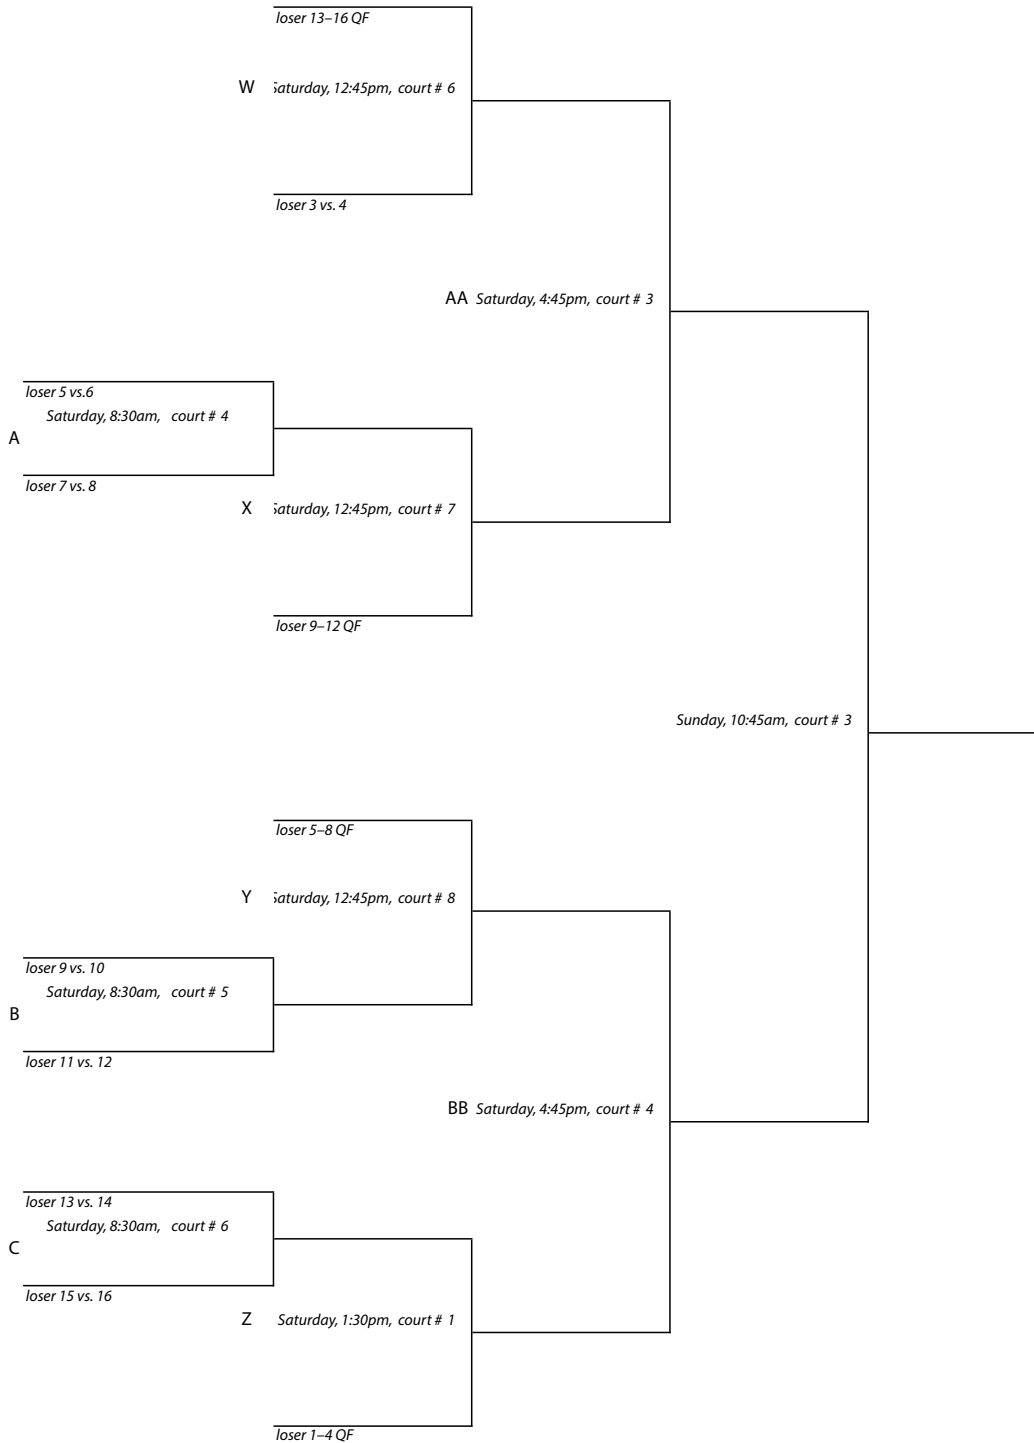 loser 13–16 QF
W Saturday, 12:45pm, court # 6
loser 3 vs. 4
AA Saturday, 4:45pm, court # 3
loser 5 vs.6
Saturday, 8:30am, court # 4
A
loser 7 vs. 8
X Saturday, 12:45pm, court # 7
loser 9–12 QF
Sunday, 10:45am, court # 3
loser 5–8 QF
Y Saturday, 12:45pm, court # 8
loser 9 vs. 10
Saturday, 8:30am, court # 5
B
loser 11 vs. 12
BB Saturday, 4:45pm, court # 4
loser 13 vs. 14
Saturday, 8:30am, court # 6
C
loser 15 vs. 16
Z Saturday, 1:30pm, court # 1
loser 1–4 QF